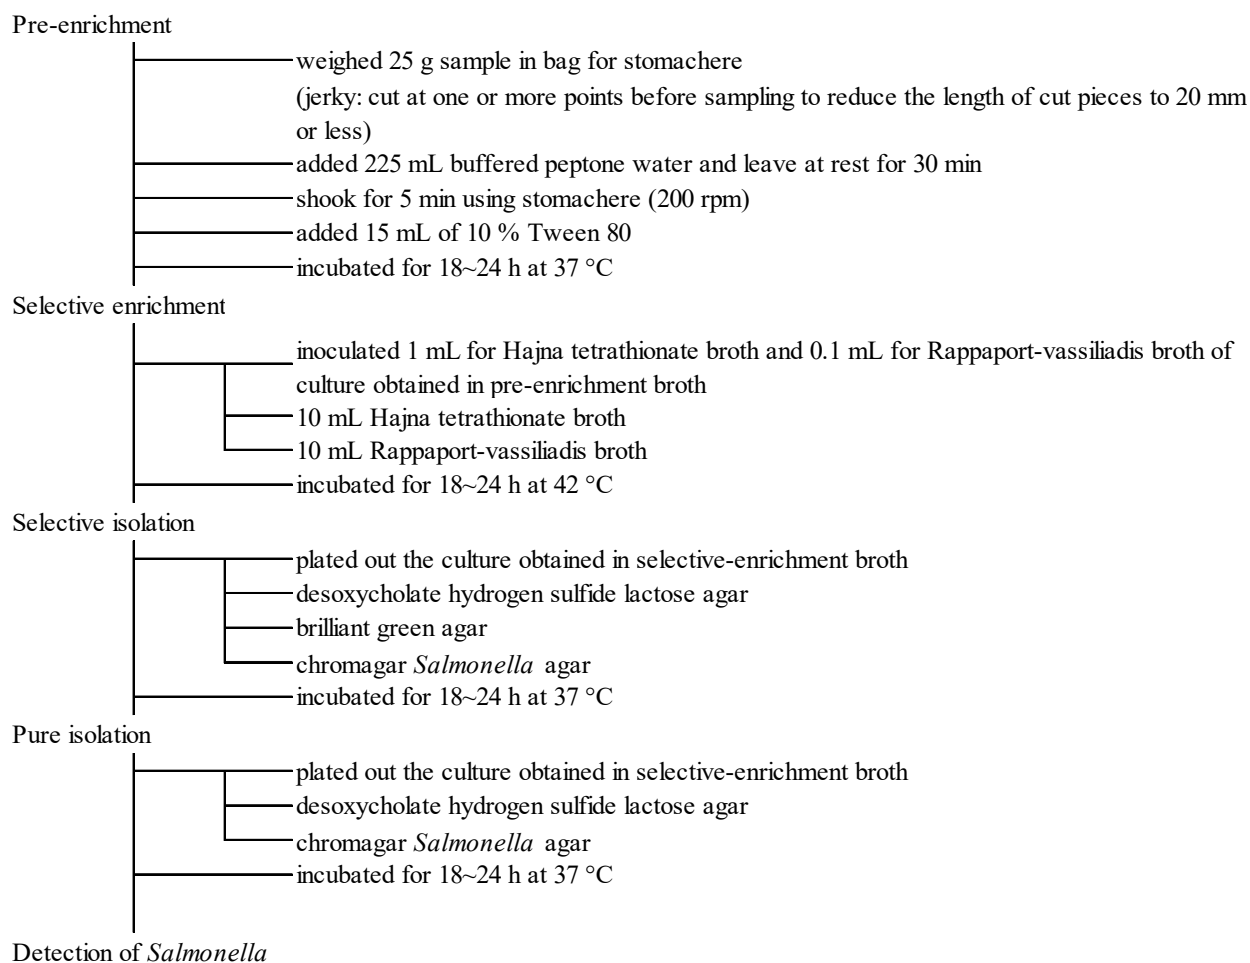 Pre-enrichment
weighed 25 g sample in bag for stomachere
(jerky: cut at one or more points before sampling to reduce the length of cut pieces to 20 mm
or less)
added 225 mL buffered peptone water and leave at rest for 30 min
shook for 5 min using stomachere (200 rpm)
added 15 mL of 10 % Tween 80
incubated for 18~24 h at 37 °C
Selective enrichment
inoculated 1 mL for Hajna tetrathionate broth and 0.1 mL for Rappaport-vassiliadis broth of
culture obtained in pre-enrichment broth
10 mL Hajna tetrathionate broth
10 mL Rappaport-vassiliadis broth
incubated for 18~24 h at 42 °C
Selective isolation
plated out the culture obtained in selective-enrichment broth
desoxycholate hydrogen sulfide lactose agar
brilliant green agar
chromagar Salmonella agar
incubated for 18~24 h at 37 °C
Pure isolation
plated out the culture obtained in selective-enrichment broth
desoxycholate hydrogen sulfide lactose agar
chromagar Salmonella agar
incubated for 18~24 h at 37 °C
Detection of Salmonella